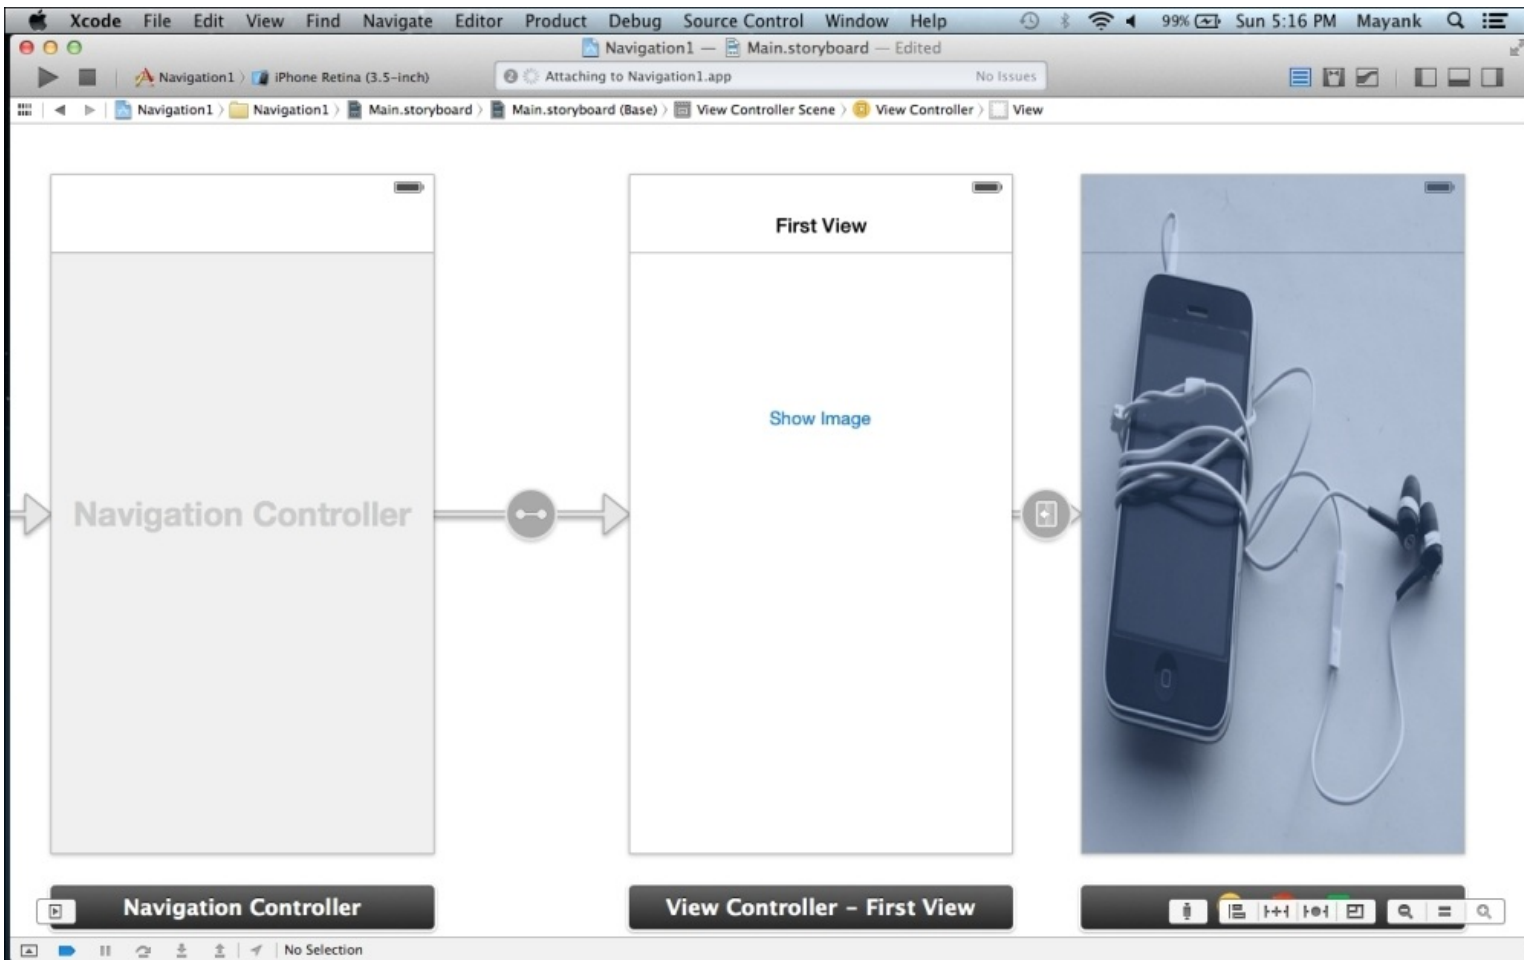 Xcode File Edit View Find Navigate Editor Product Debug Source Control Window Help 99% Sun 5:16 PM Mayank
Navigation1 — Main.storyboard — Edited
Navigation1 iPhone Retina (3.5-inch) 2 Attaching to Navigation1.app No Issues
Navigation1 Navigation1 Main.storyboard Main.storyboard (Base) View Controller Scene View Controller View
First View
Show Image
Navigation Controller
Navigation Controller
View Controller - First View
No Selection